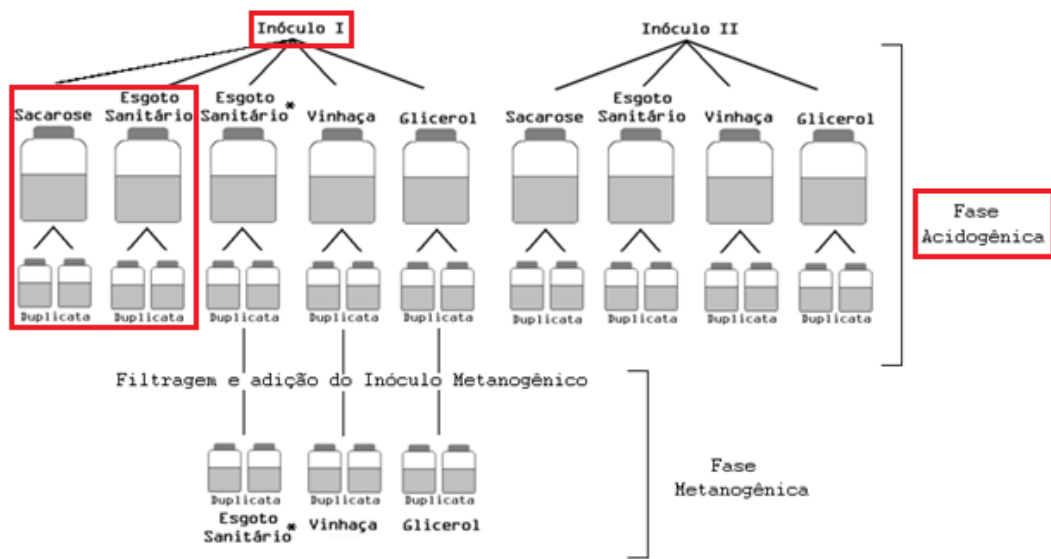 Inóculo I
Inóculo II
Sacarose
Esgoto
Sanitário
Esgoto
Sanitário*
Vinhaça
Glicerol
Sacarose
Esgoto
Sanitário
Vinhaça
Glicerol
Fase
Acidogênica
Duplicata
Duplicata
Duplicata
Duplicata
Duplicata
Duplicata
Duplicata
Duplicata
Duplicata
Filtragem e adição do Inóculo Metanogênico
Fase
Metanogênica
Duplicata
Duplicata
Duplicata
Esgoto
Sanitário*
Vinhaça
Glicerol